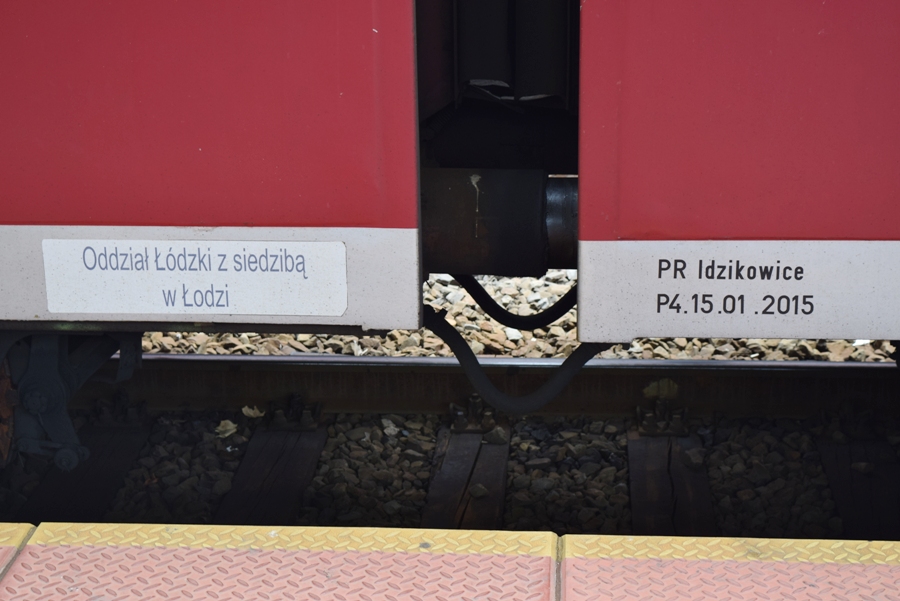 Oddział Łódzki z siedzibą
w Łodzi
PR Idzikowice
P4.15.01.2015